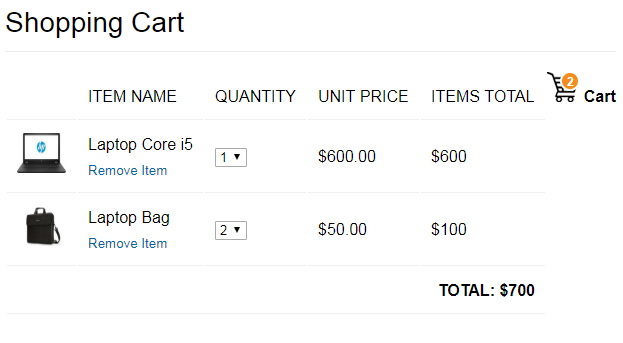 Shopping Cart
ITEM NAME QUANTITY UNIT PRICE ITEMS TOTAL 2 Cart
hp
Laptop Core i5 1 $600.00 $600
Remove Item
Laptop Bag 2 $50.00 $100
Remove Item
TOTAL: $700